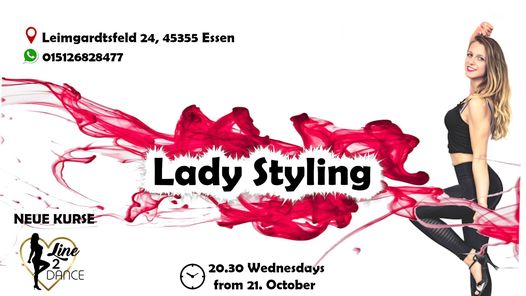 Leimgardtsfeld 24, 45355 Essen
015126828477
Lady Styling
NEUE KURSE
Line
2
DANCE
20.30 Wednesdays
from 21. October